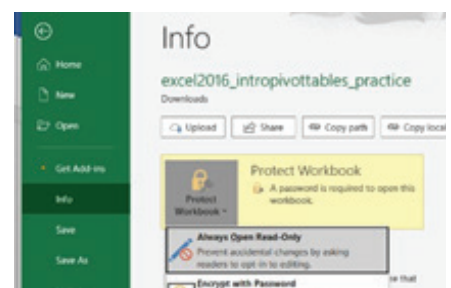 Info
Home
New
Open
Get Add-ins
Info
Save
Save As
excel2016_intropivottables_practice
Downloads
Upload
Share
Copy path
Copy local
Protect Workbook
Protect Workbook
A password is required to open this
workbook.
Always Open Read-Only
Prevent accidental changes by asking
readers to opt-in to editing.
Encrypt with Password
that